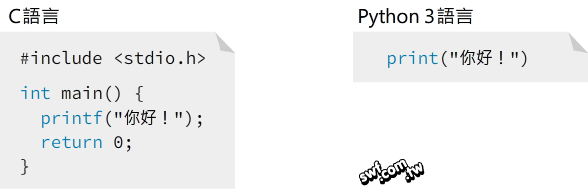 C語言
#include <stdio.h>
int main() {
  printf("你好！");
  return 0;
}
Python 3語言
print("你好！")
swf.com.tw